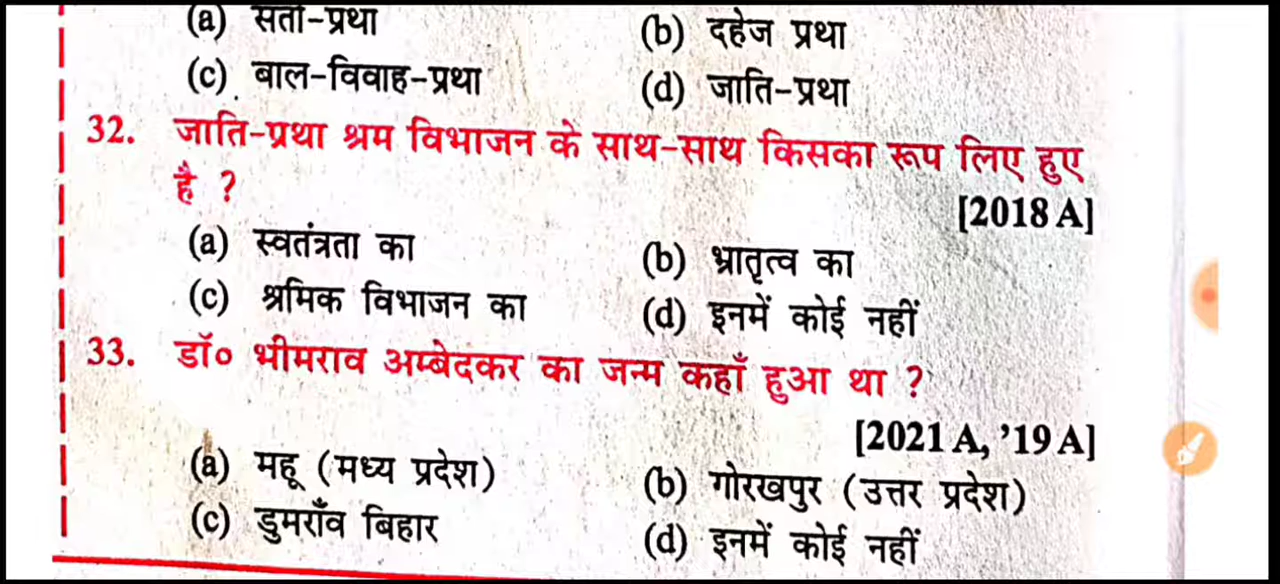 (a) सती-प्रथा (b) दहेज प्रथा
(c) बाल-विवाह-प्रथा (d) जाति-प्रथा
32. जाति-प्रथा श्रम विभाजन के साथ-साथ किसका रूप लिए हुए
है ? [2018 A]
(a) स्वतंत्रता का (b) भ्रातृत्व का
(c) श्रमिक विभाजन का (d) इनमें कोई नहीं
33. डॉ० भीमराव अम्बेदकर का जन्म कहाँ हुआ था ?
[2021 A, ’19 A]
(a) महू (मध्य प्रदेश) (b) गोरखपुर (उत्तर प्रदेश)
(c) डुमराँव बिहार (d) इनमें कोई नहीं